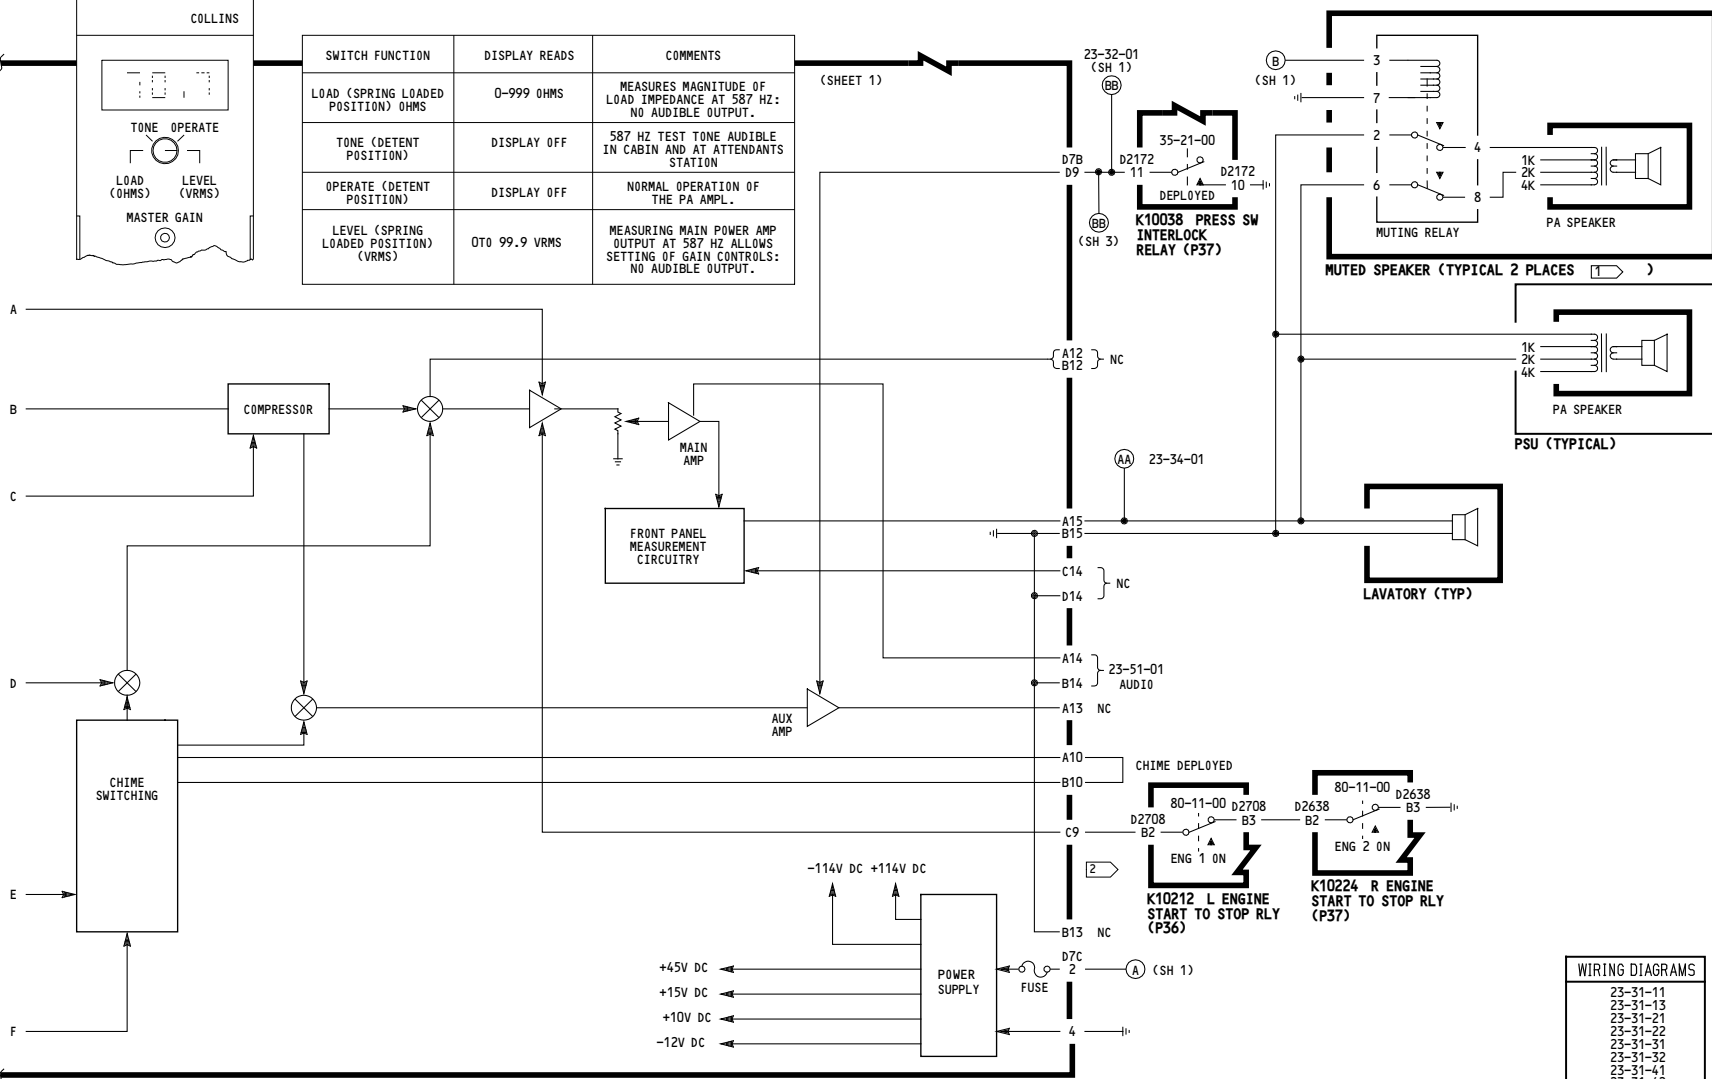 COLLINS
TONE OPERATE
LOAD
(OHMS)
LEVEL
(VRMS)
MASTER GAIN
SWITCH FUNCTION
DISPLAY READS
COMMENTS
LOAD (SPRING LOADED
POSITION) OHMS
0-999 OHMS
MEASURES MAGNITUDE OF
LOAD IMPEDANCE AT 587 HZ:
NO AUDIBLE OUTPUT.
TONE (DETENT
POSITION)
DISPLAY OFF
587 HZ TEST TONE AUDIBLE
IN CABIN AND AT ATTENDANTS
STATION
OPERATE (DETENT
POSITION)
DISPLAY OFF
NORMAL OPERATION OF
THE PA AMPL.
LEVEL (SPRING
LOADED POSITION)
(VRMS)
0TO 99.9 VRMS
MEASURING MAIN POWER AMP
OUTPUT AT 587 HZ ALLOWS
SETTING OF GAIN CONTROLS:
NO AUDIBLE OUTPUT.
(SHEET 1)
23-32-01
(SH 1)
BB
D7B
D9
D2172
11
35-21-00
DEPLOYED
D2172
10
BB
(SH 3)
K10038 PRESS SW
INTERLOCK
RELAY (P37)
B
(SH 1)
3
7
2
6
4
8
MUTING RELAY
1K
2K
4K
PA SPEAKER
MUTED SPEAKER (TYPICAL 2 PLACES 1 )
1K
2K
4K
PA SPEAKER
PSU (TYPICAL)
A
B
C
D
E
F
COMPRESSOR
A12
B12
NC
MAIN
AMP
AA
23-34-01
FRONT PANEL
MEASUREMENT
CIRCUITRY
A15
B15
LAVATORY (TYP)
C14
D14
NC
A14
B14
23-51-01
AUDIO
A13 NC
AUX
AMP
CHIME
SWITCHING
A10
B10
CHIME DEPLOYED
C9
D2708
B2
80-11-00
ENG 1 ON
D2708
B3
K10212 L ENGINE
START TO STOP RLY
(P36)
D2638
B2
80-11-00
ENG 2 ON
D2638
B3
K10224 R ENGINE
START TO STOP RLY
(P37)
2
-114V DC +114V DC
B13 NC
+45V DC
+15V DC
+10V DC
-12V DC
POWER
SUPPLY
FUSE
D7C
2
A
(SH 1)
4
WIRING DIAGRAMS
23-31-11
23-31-13
23-31-21
23-31-22
23-31-31
23-31-32
23-31-41